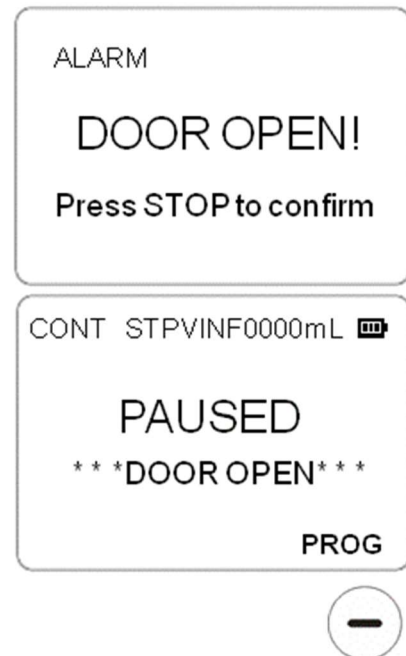 ALARM
DOOR OPEN!
Press STOP to confirm
CONT STPVINF0000mL
PAUSED
***DOOR OPEN***
PROG